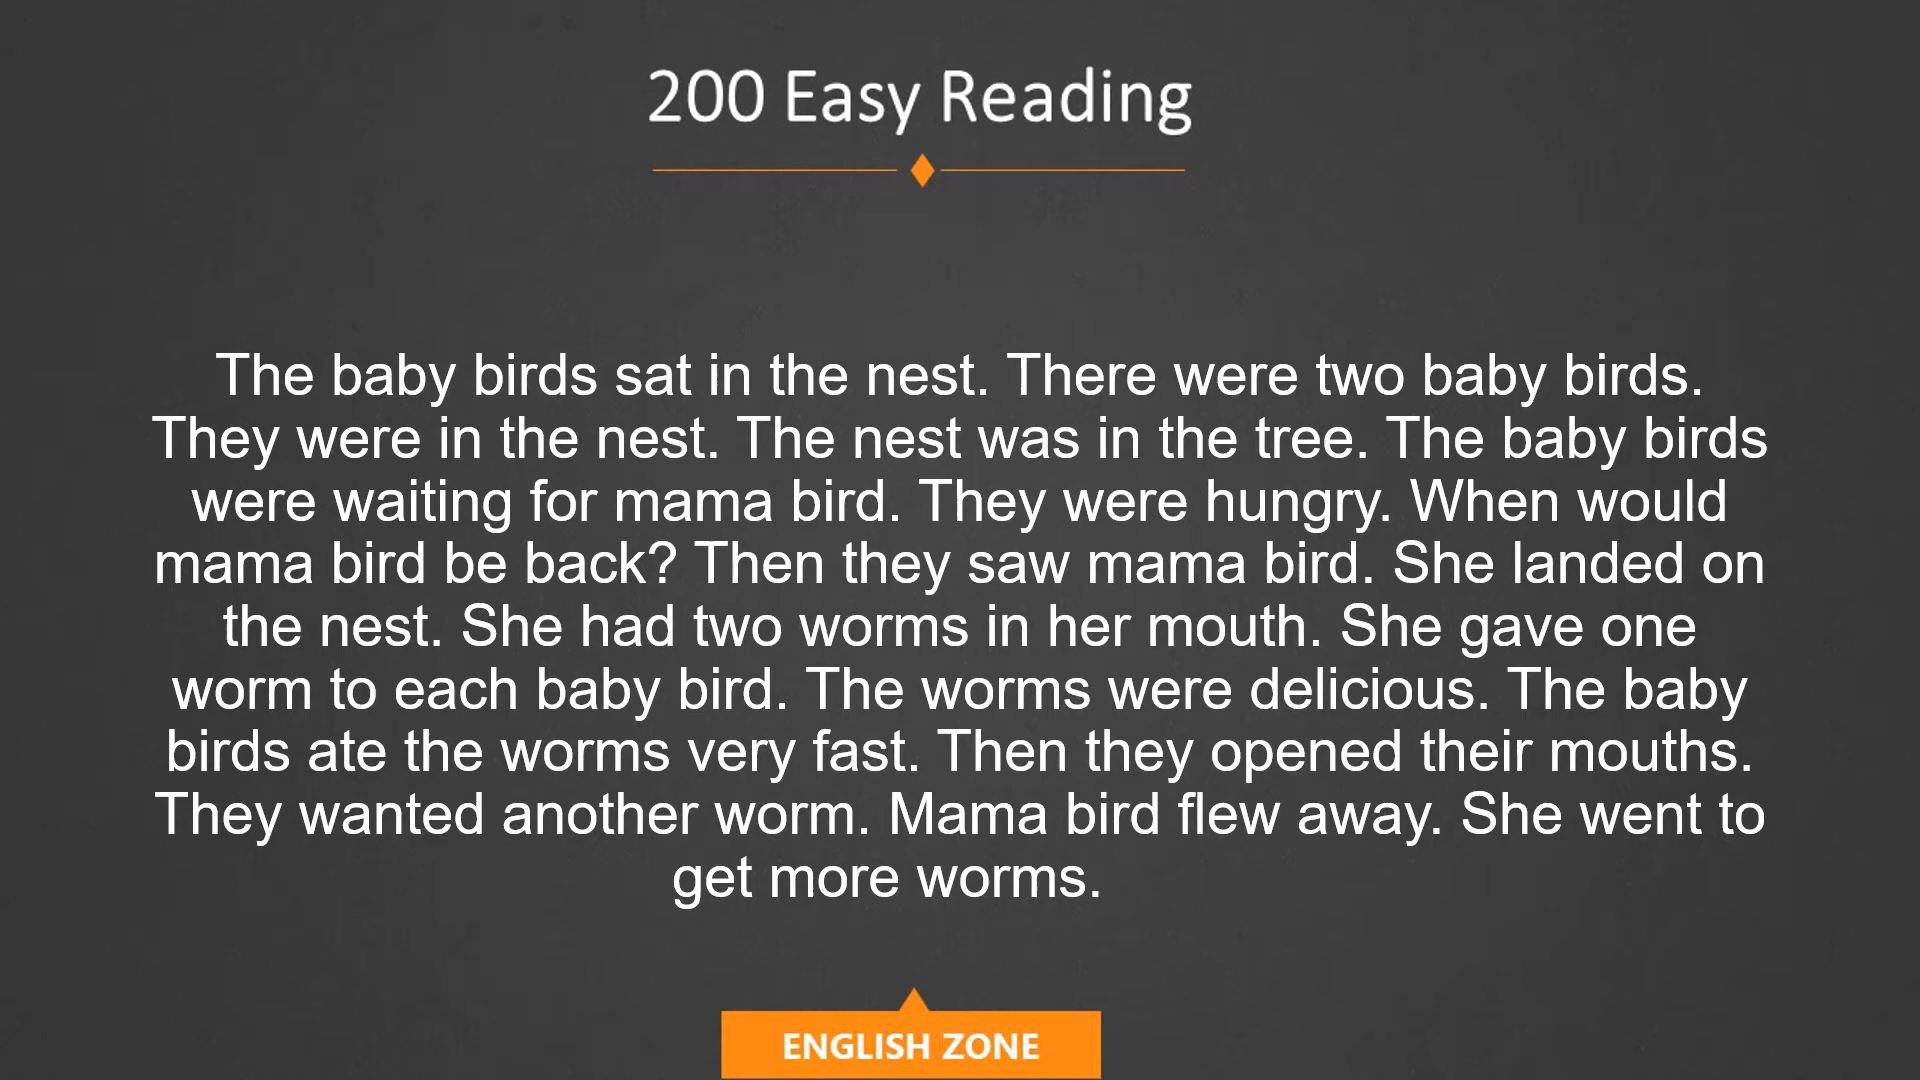 200 Easy Reading
The baby birds sat in the nest. There were two baby birds.
They were in the nest. The nest was in the tree. The baby birds
were waiting for mama bird. They were hungry. When would
mama bird be back? Then they saw mama bird. She landed on
the nest. She had two worms in her mouth. She gave one
worm to each baby bird. The worms were delicious. The baby
birds ate the worms very fast. Then they opened their mouths.
They wanted another worm. Mama bird flew away. She went to
get more worms.
ENGLISH ZONE